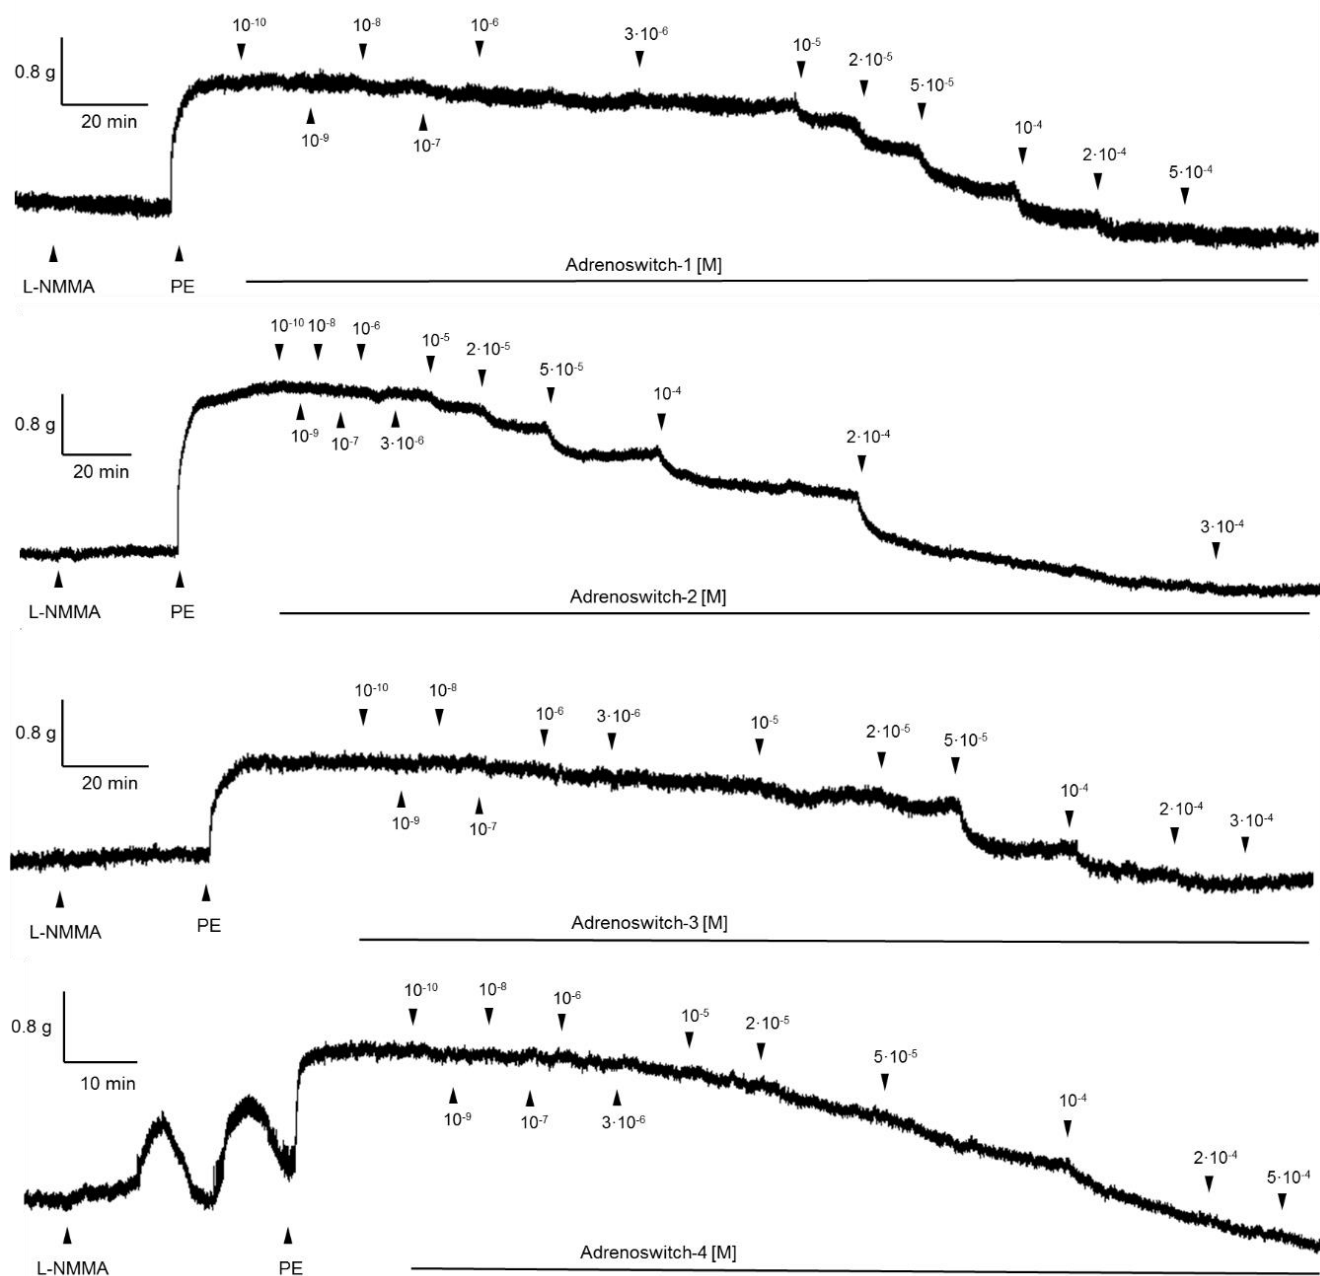 10⁻¹⁰ 10⁻⁸ 10⁻⁶ 3·10⁻⁶ 10⁻⁵ 2·10⁻⁵ 5·10⁻⁵ 10⁻⁴ 2·10⁻⁴ 5·10⁻⁴
0.8 g
20 min
10⁻⁹ 10⁻⁷
Adrenoswitch-1 [M]
L-NMMA PE
10⁻¹⁰ 10⁻⁸ 10⁻⁶ 10⁻⁵ 2·10⁻⁵ 5·10⁻⁵ 10⁻⁴ 2·10⁻⁴ 3·10⁻⁴
0.8 g
20 min
10⁻⁹ 10⁻⁷ 3·10⁻⁶
Adrenoswitch-2 [M]
L-NMMA PE
10⁻¹⁰ 10⁻⁸ 10⁻⁶ 3·10⁻⁶ 10⁻⁵ 2·10⁻⁵ 5·10⁻⁵ 10⁻⁴ 2·10⁻⁴ 3·10⁻⁴
0.8 g
20 min
10⁻⁹ 10⁻⁷
Adrenoswitch-3 [M]
L-NMMA PE
10⁻¹⁰ 10⁻⁸ 10⁻⁶ 10⁻⁵ 2·10⁻⁵ 5·10⁻⁵ 10⁻⁴ 2·10⁻⁴ 5·10⁻⁴
0.8 g
10 min
10⁻⁹ 10⁻⁷ 3·10⁻⁶
Adrenoswitch-4 [M]
L-NMMA PE